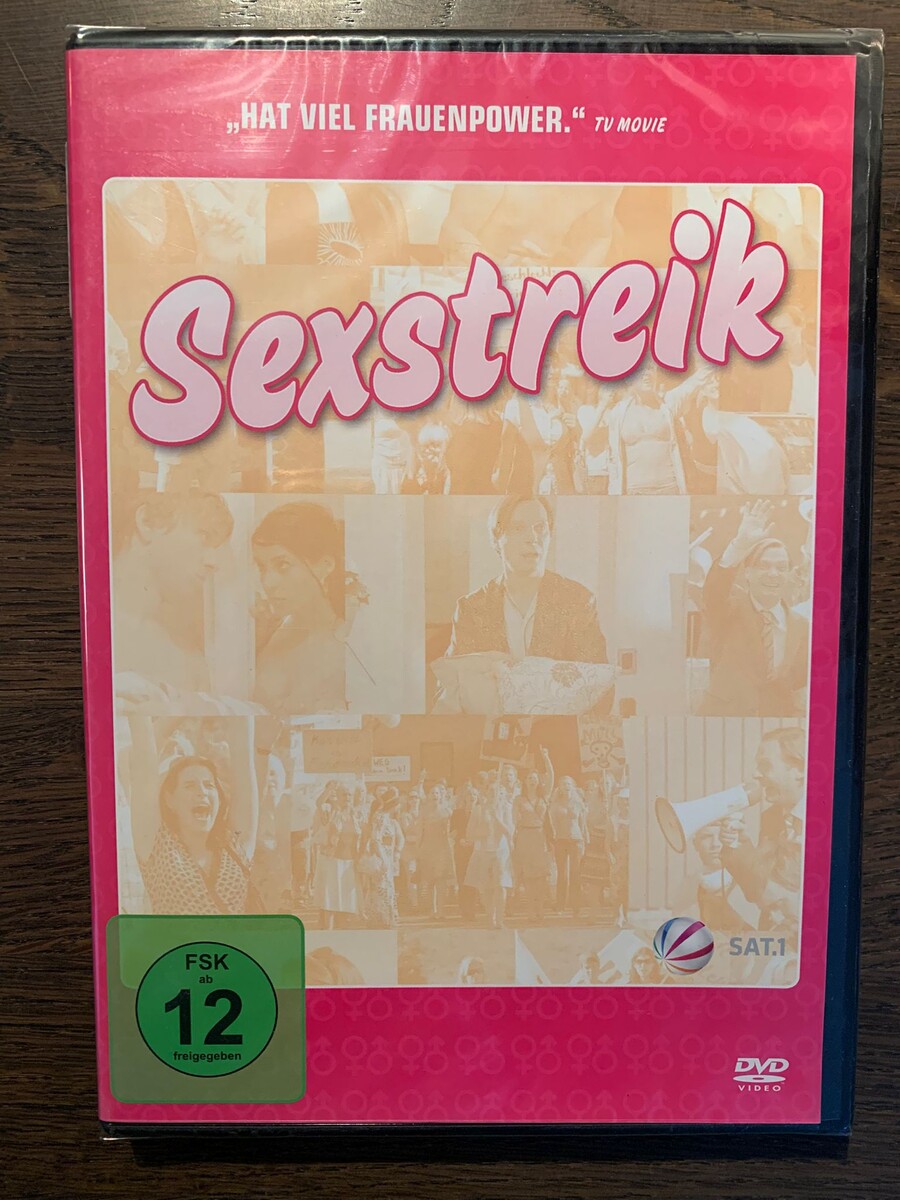 „HAT VIEL FRAUENPOWER.“ TV MOVIE
Sexstreik
FSK
ab
12
freigegeben
SAT.1
DVD
VIDEO